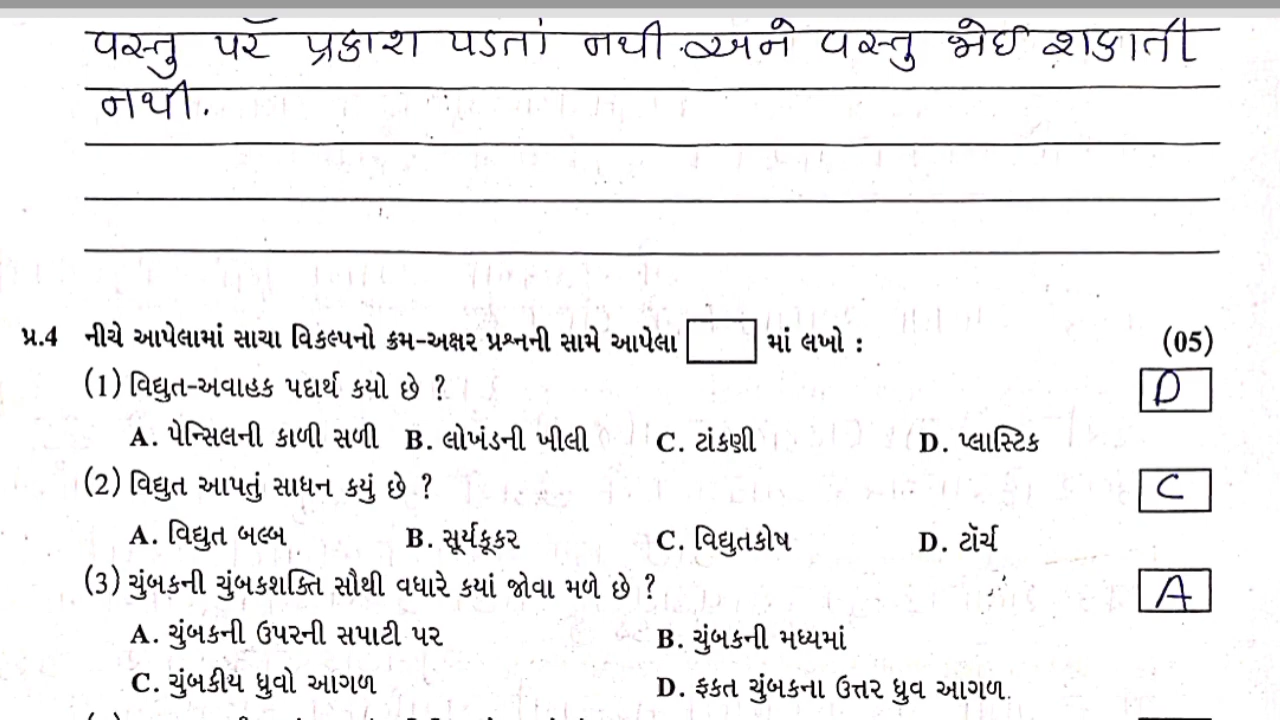 વસ્તુ પર પ્રકાશ પડતાં નથી. અને વસ્તુ જોઈ શકાતી
નથી.
પ્ર.4 નીચે આપેલામાં સાચા વિકલ્પનો ક્રમ-અક્ષર પ્રશ્નની સામે આપેલા માં લખો : (05)
(1) વિદ્યુત-અવાહક પદાર્થ કયો છે ? D
A. પેન્સિલની કાળી સળી B. લોખંડની ખીલી C. ટાંકણી D. પ્લાસ્ટિક
(2) વિદ્યુત આપતું સાધન કયું છે ? C
A. વિદ્યુત બલ્બ B. સૂર્યકૂકર C. વિદ્યુતકોષ D. ટૉર્ચ
(3) ચુંબકની ચુંબકશક્તિ સૌથી વધારે કયાં જોવા મળે છે ? A
A. ચુંબકની ઉપરની સપાટી પર B. ચુંબકની મધ્યમાં
C. ચુંબકીય ધ્રુવો આંગળ D. ફક્ત ચુંબકના ઉત્તર ધ્રુવ આગળ.